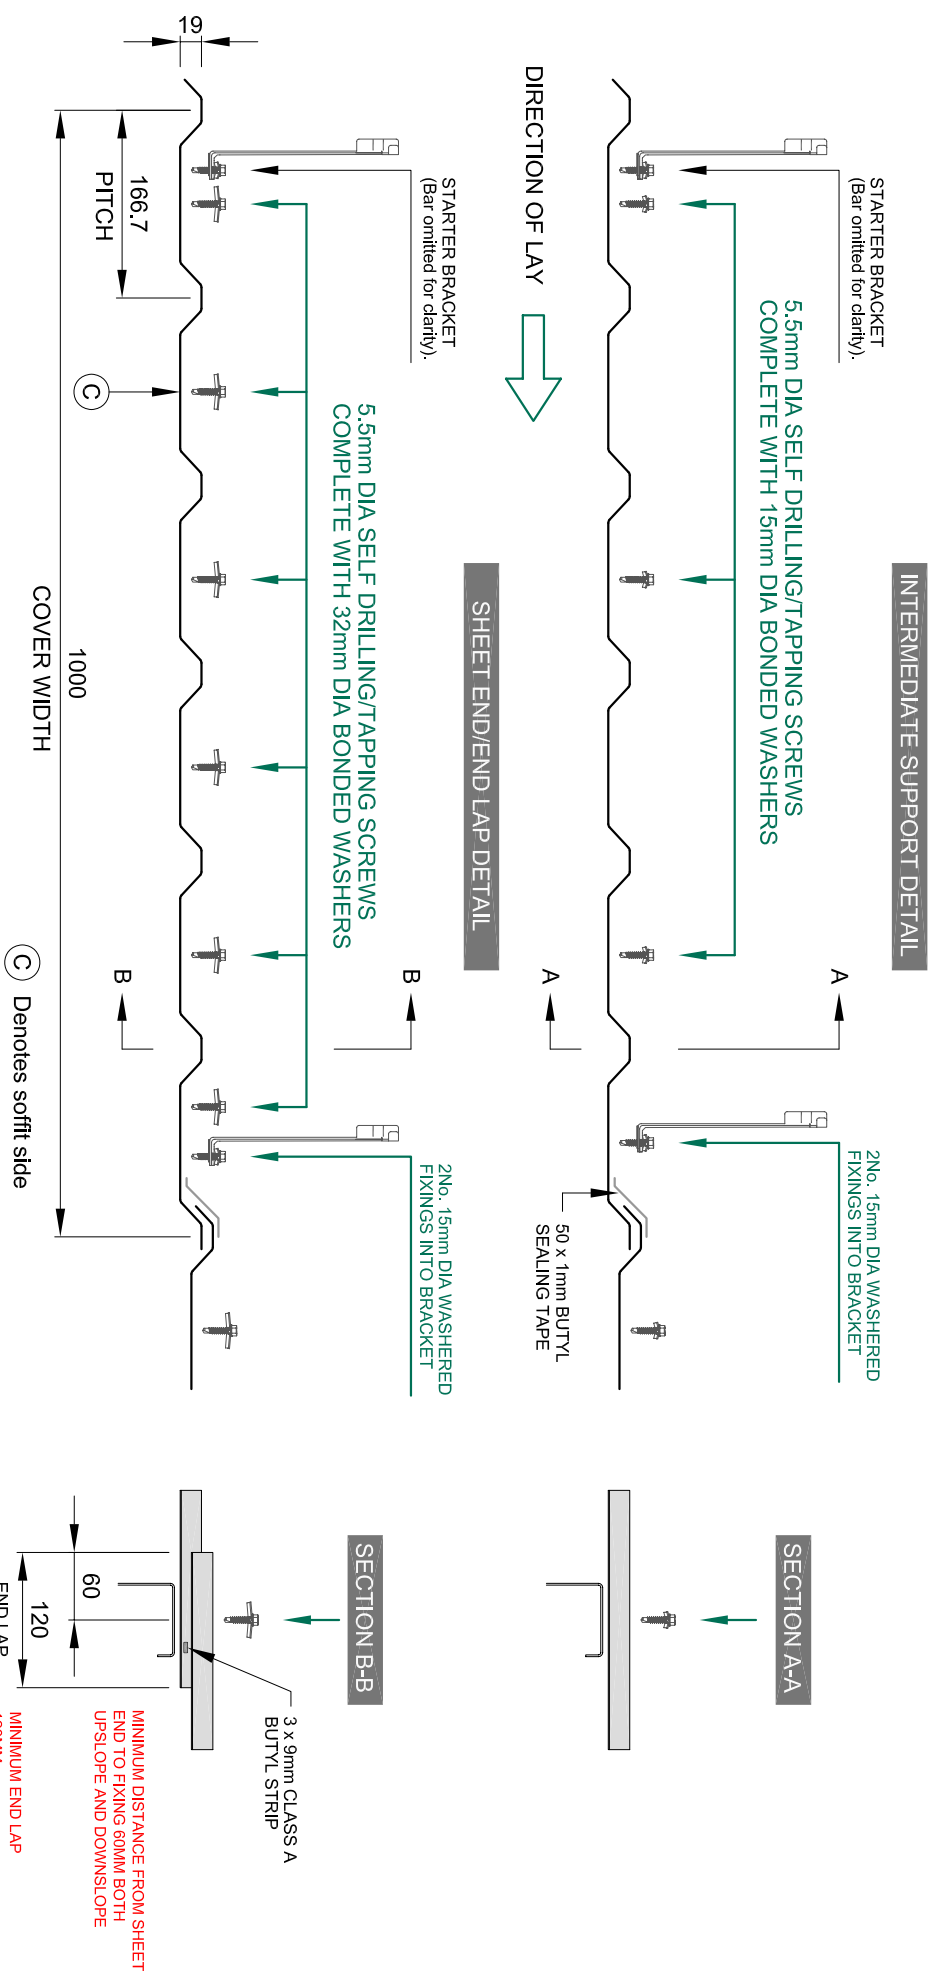 INTERMEDIATE SUPPORT DETAIL
STARTER BRACKET
(Bar omitted for clarity).
5.5mm DIA SELF DRILLING/TAPPING SCREWS
COMPLETE WITH 15mm DIA BONDED WASHERS
A
A
2No. 15mm DIA WASHERED
FIXINGS INTO BRACKET
50 x 1mm BUTYL
SEALING TAPE
SECTION A-A
DIRECTION OF LAY
SHEET END/END LAP DETAIL
STARTER BRACKET
(Bar omitted for clarity).
5.5mm DIA SELF DRILLING/TAPPING SCREWS
COMPLETE WITH 32mm DIA BONDED WASHERS
B
B
2No. 15mm DIA WASHERED
FIXINGS INTO BRACKET
19
166.7
PITCH
C
1000
COVER WIDTH
C Denotes soffit side
SECTION B-B
3 x 9mm CLASS A
BUTYL STRIP
60
120
END LAP
MINIMUM DISTANCE FROM SHEET
END TO FIXING 60MM BOTH
UPSLOPE AND DOWNSLOPE
MINIMUM END LAP